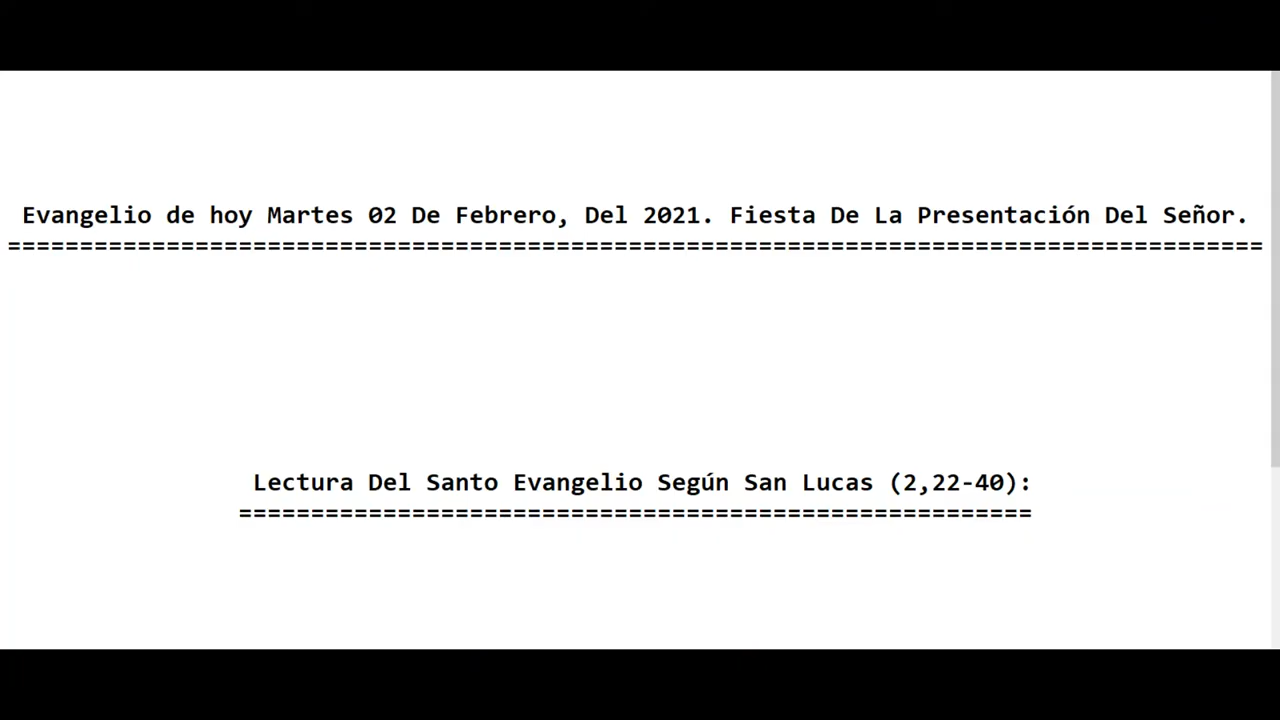 Evangelio de hoy Martes 02 De Febrero, Del 2021. Fiesta De La Presentación Del Señor.
=======================================================================================
Lectura Del Santo Evangelio Según San Lucas (2,22-40):
=======================================================